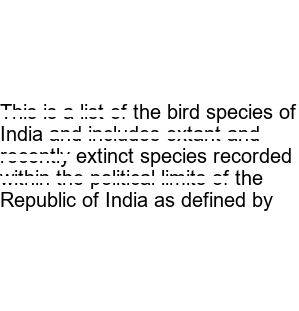 This is a list of the bird species of
India and includes extant and
recently extinct species recorded
within the political limits of the
Republic of India as defined by